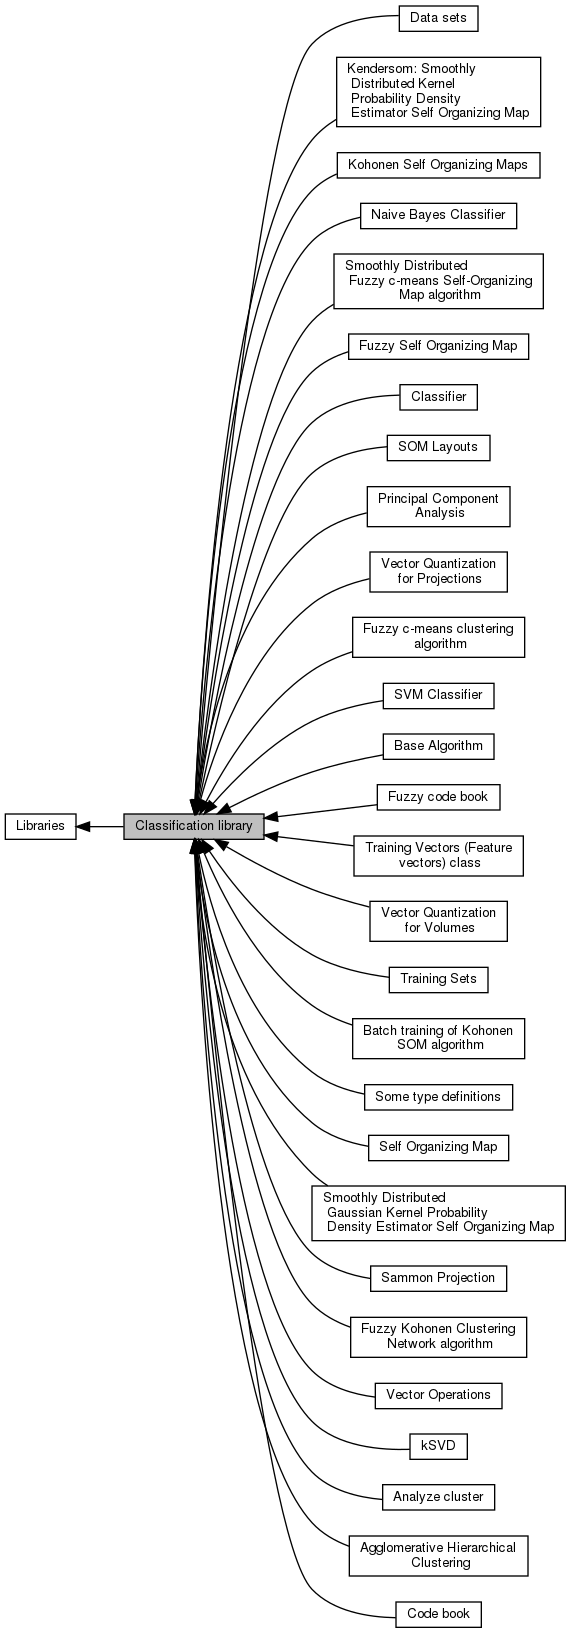 Data sets
Kendersom: Smoothly
Distributed Kernel
Probability Density
Estimator Self Organizing Map
Kohonen Self Organizing Maps
Naive Bayes Classifier
Smoothly Distributed
Fuzzy c-means Self-Organizing
Map algorithm
Fuzzy Self Organizing Map
Classifier
SOM Layouts
Principal Component
Analysis
Vector Quantization
for Projections
Fuzzy c-means clustering
algorithm
SVM Classifier
Base Algorithm
Fuzzy code book
Libraries
Classification library
Training Vectors (Feature
vectors) class
Vector Quantization
for Volumes
Training Sets
Batch training of Kohonen
SOM algorithm
Some type definitions
Self Organizing Map
Smoothly Distributed
Gaussian Kernel Probability
Density Estimator Self Organizing Map
Sammon Projection
Fuzzy Kohonen Clustering
Network algorithm
Vector Operations
kSVD
Analyze cluster
Agglomerative Hierarchical
Clustering
Code book